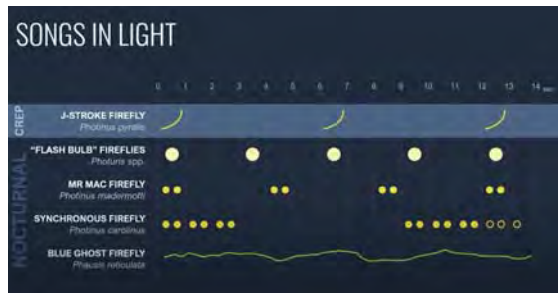 SONGS IN LIGHT
0 1 2 3 4 5 6 7 8 9 10 11 12 13 14 sec
CREP
J-STROKE FIREFLY
Photinus pyralis
NOCTURNAL
"FLASH BULB" FIREFLIES
Photuris spp.
MR MAC FIREFLY
Photinus macdermotti
SYNCHRONOUS FIREFLY
Photinus carolinus
BLUE GHOST FIREFLY
Phausis reticulata